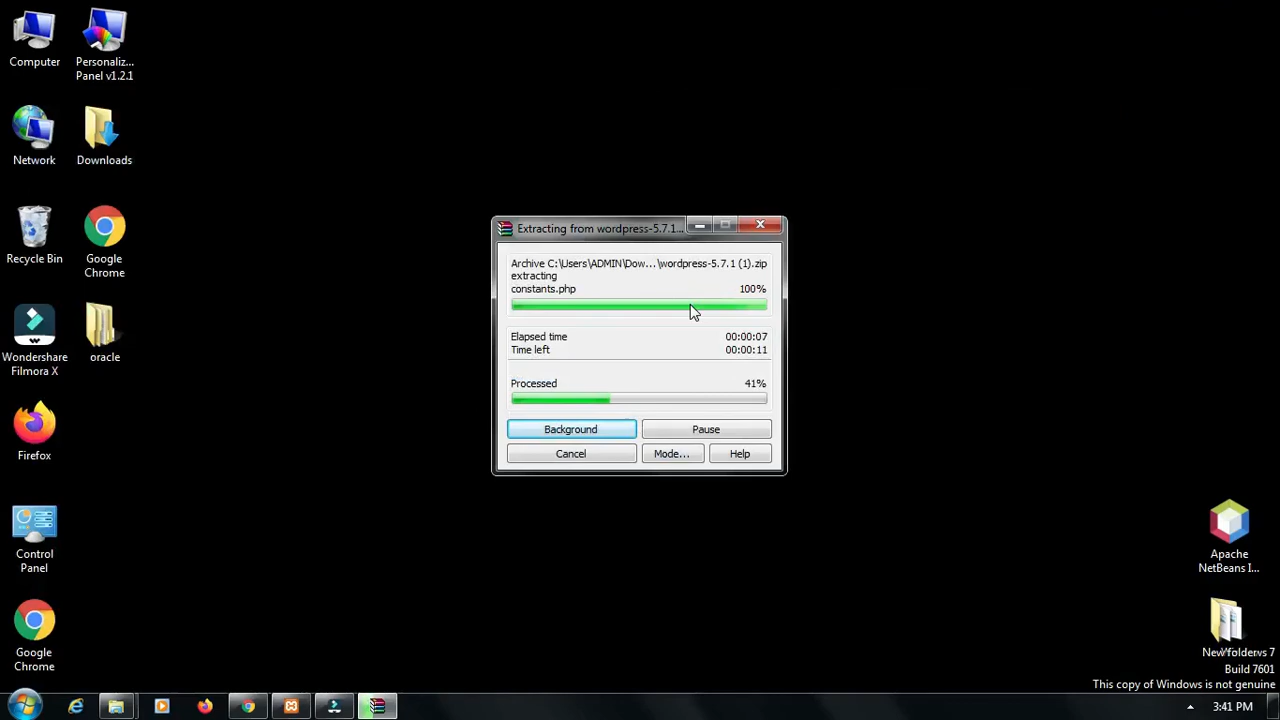 Computer
Personaliz...
Panel v1.2.1
Network
Downloads
Recycle Bin
Google
Chrome
Wondershare
Filmora X
oracle
Firefox
Control
Panel
Google
Chrome
Extracting from wordpress-5.7.1...
Archive C:\Users\ADMIN\Dow...\wordpress-5.7.1 (1).zip
extracting
constants.php 100%
Elapsed time 00:00:07
Time left 00:00:11
Processed 41%
Background Pause
Cancel Mode... Help
Apache
NetBeans I...
New folder
7
Build 7601
This copy of Windows is not genuine
3:41 PM